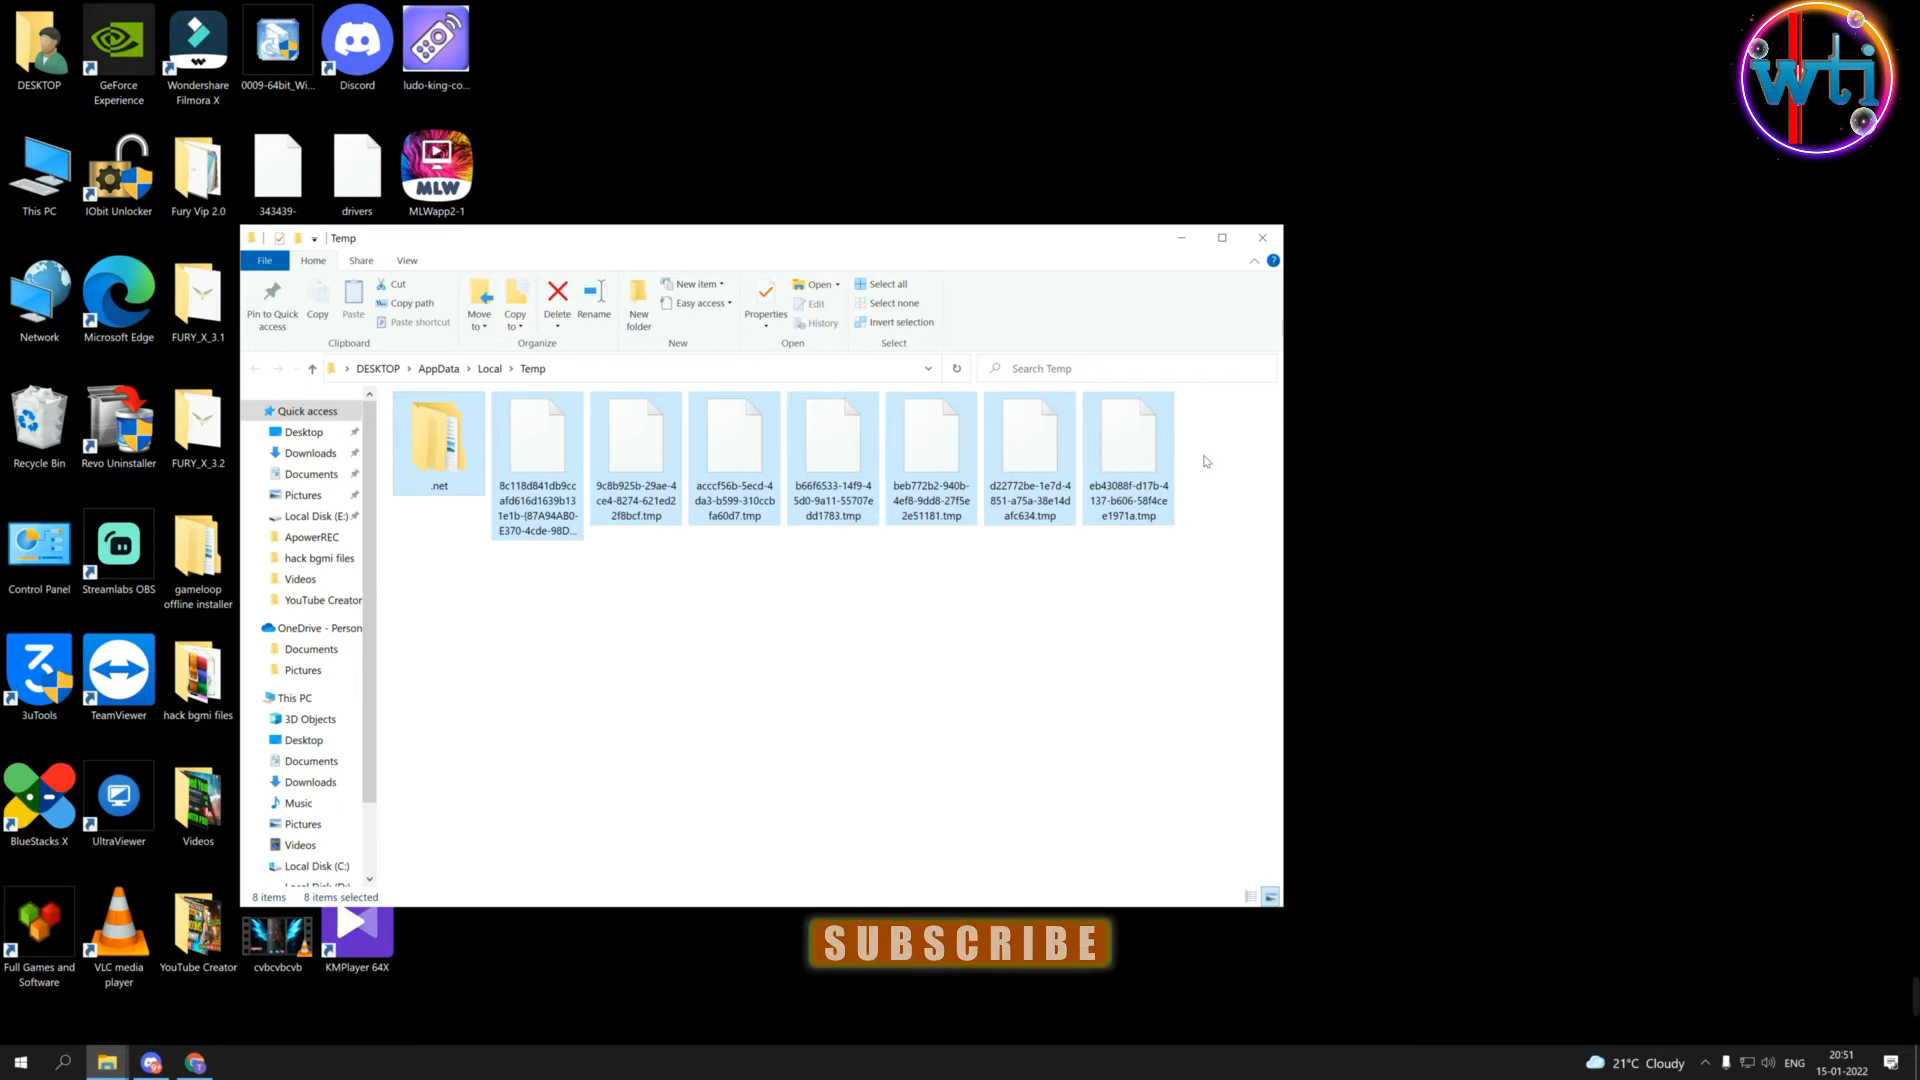 DESKTOP
GeForce
Experience
Wondershare
Filmora X
0009-64bit_Wi...
Discord
ludo-king-co...
wti
This PC
IObit Unlocker
Fury Vip 2.0
343439-
drivers
MLW
MLWapp2-1
Temp
File
Home
Share
View
Pin to Quick
access
Copy
Paste
Cut
Copy path
Paste shortcut
Clipboard
Move
to
Copy
to
Delete
Rename
Organize
New
folder
New item
Easy access
New
Properties
Open
Edit
History
Open
Select all
Select none
Invert selection
Select
Network
Microsoft Edge
FURY_X_3.1
DESKTOP
AppData
Local
Temp
Search Temp
Recycle Bin
Revo Uninstaller
FURY_X_3.2
Quick access
Desktop
Downloads
Documents
Pictures
Local Disk (E:)
ApowerREC
hack bgmi files
Videos
YouTube Creator
OneDrive - Person
Documents
Pictures
This PC
3D Objects
Desktop
Documents
Downloads
Music
Pictures
Videos
Local Disk (C:)
.net
8c118d841db9cc
afd616d1639b13
1e1b-{87A94AB0-
E370-4cde-98D...
9c8b925b-29ae-4
ce4-8274-621ed2
2f8bcf.tmp
acccf56b-5ecd-4
da3-b599-310ccb
fa60d7.tmp
b66f6533-14f9-4
5d0-9a11-55707e
dd1783.tmp
beb772b2-940b-
4ef8-9dd8-27f5e
2e51181.tmp
d22772be-1e7d-4
851-a75a-38e14d
afc634.tmp
eb43088f-d17b-4
137-b606-58f4ce
e1971a.tmp
8 items
8 items selected
Control Panel
Streamlabs OBS
gameloop
offline installer
3uTools
TeamViewer
hack bgmi files
BlueStacks X
UltraViewer
Videos
Full Games and
Software
VLC media
player
YouTube Creator
cvbcvbcvb
KMPlayer 64X
SUBSCRIBE
21°C Cloudy
ENG
20:51
15-01-2022